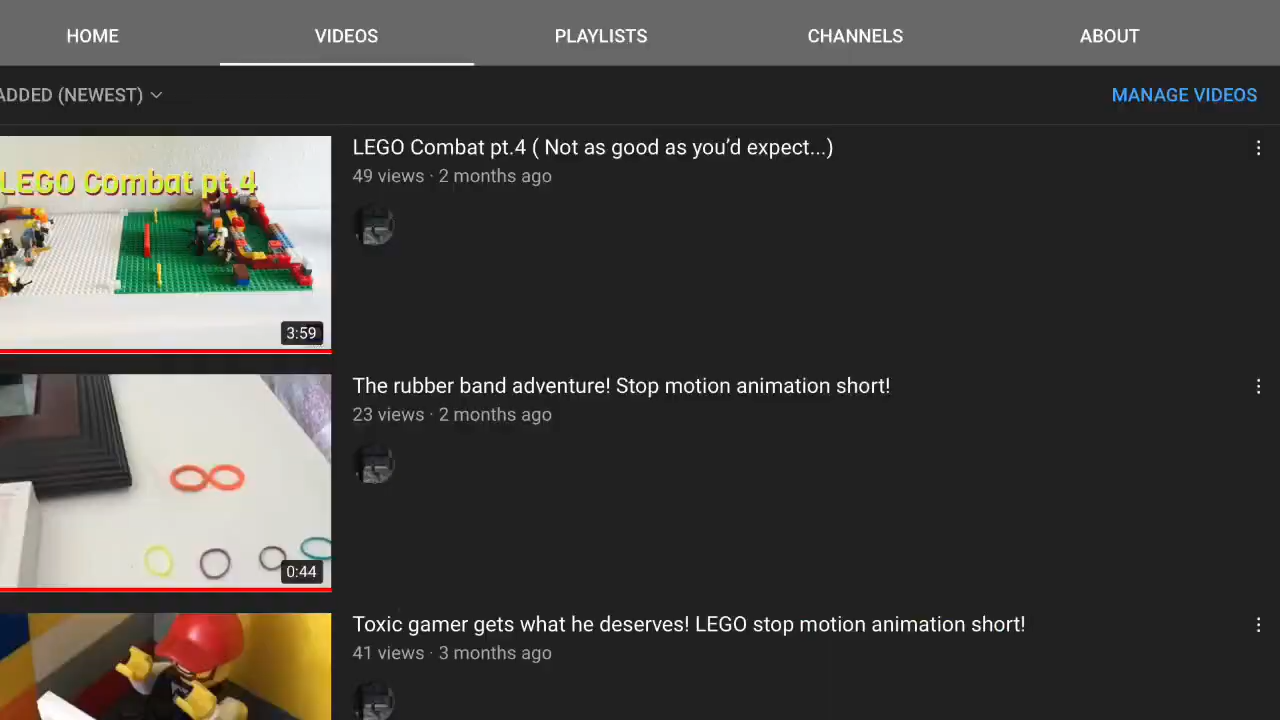 HOME VIDEOS PLAYLISTS CHANNELS ABOUT
ADDED (NEWEST) MANAGE VIDEOS
LEGO Combat pt.4
3:59
LEGO Combat pt.4 ( Not as good as you'd expect...)
49 views · 2 months ago
0:44
The rubber band adventure! Stop motion animation short!
23 views · 2 months ago
Toxic gamer gets what he deserves! LEGO stop motion animation short!
41 views · 3 months ago